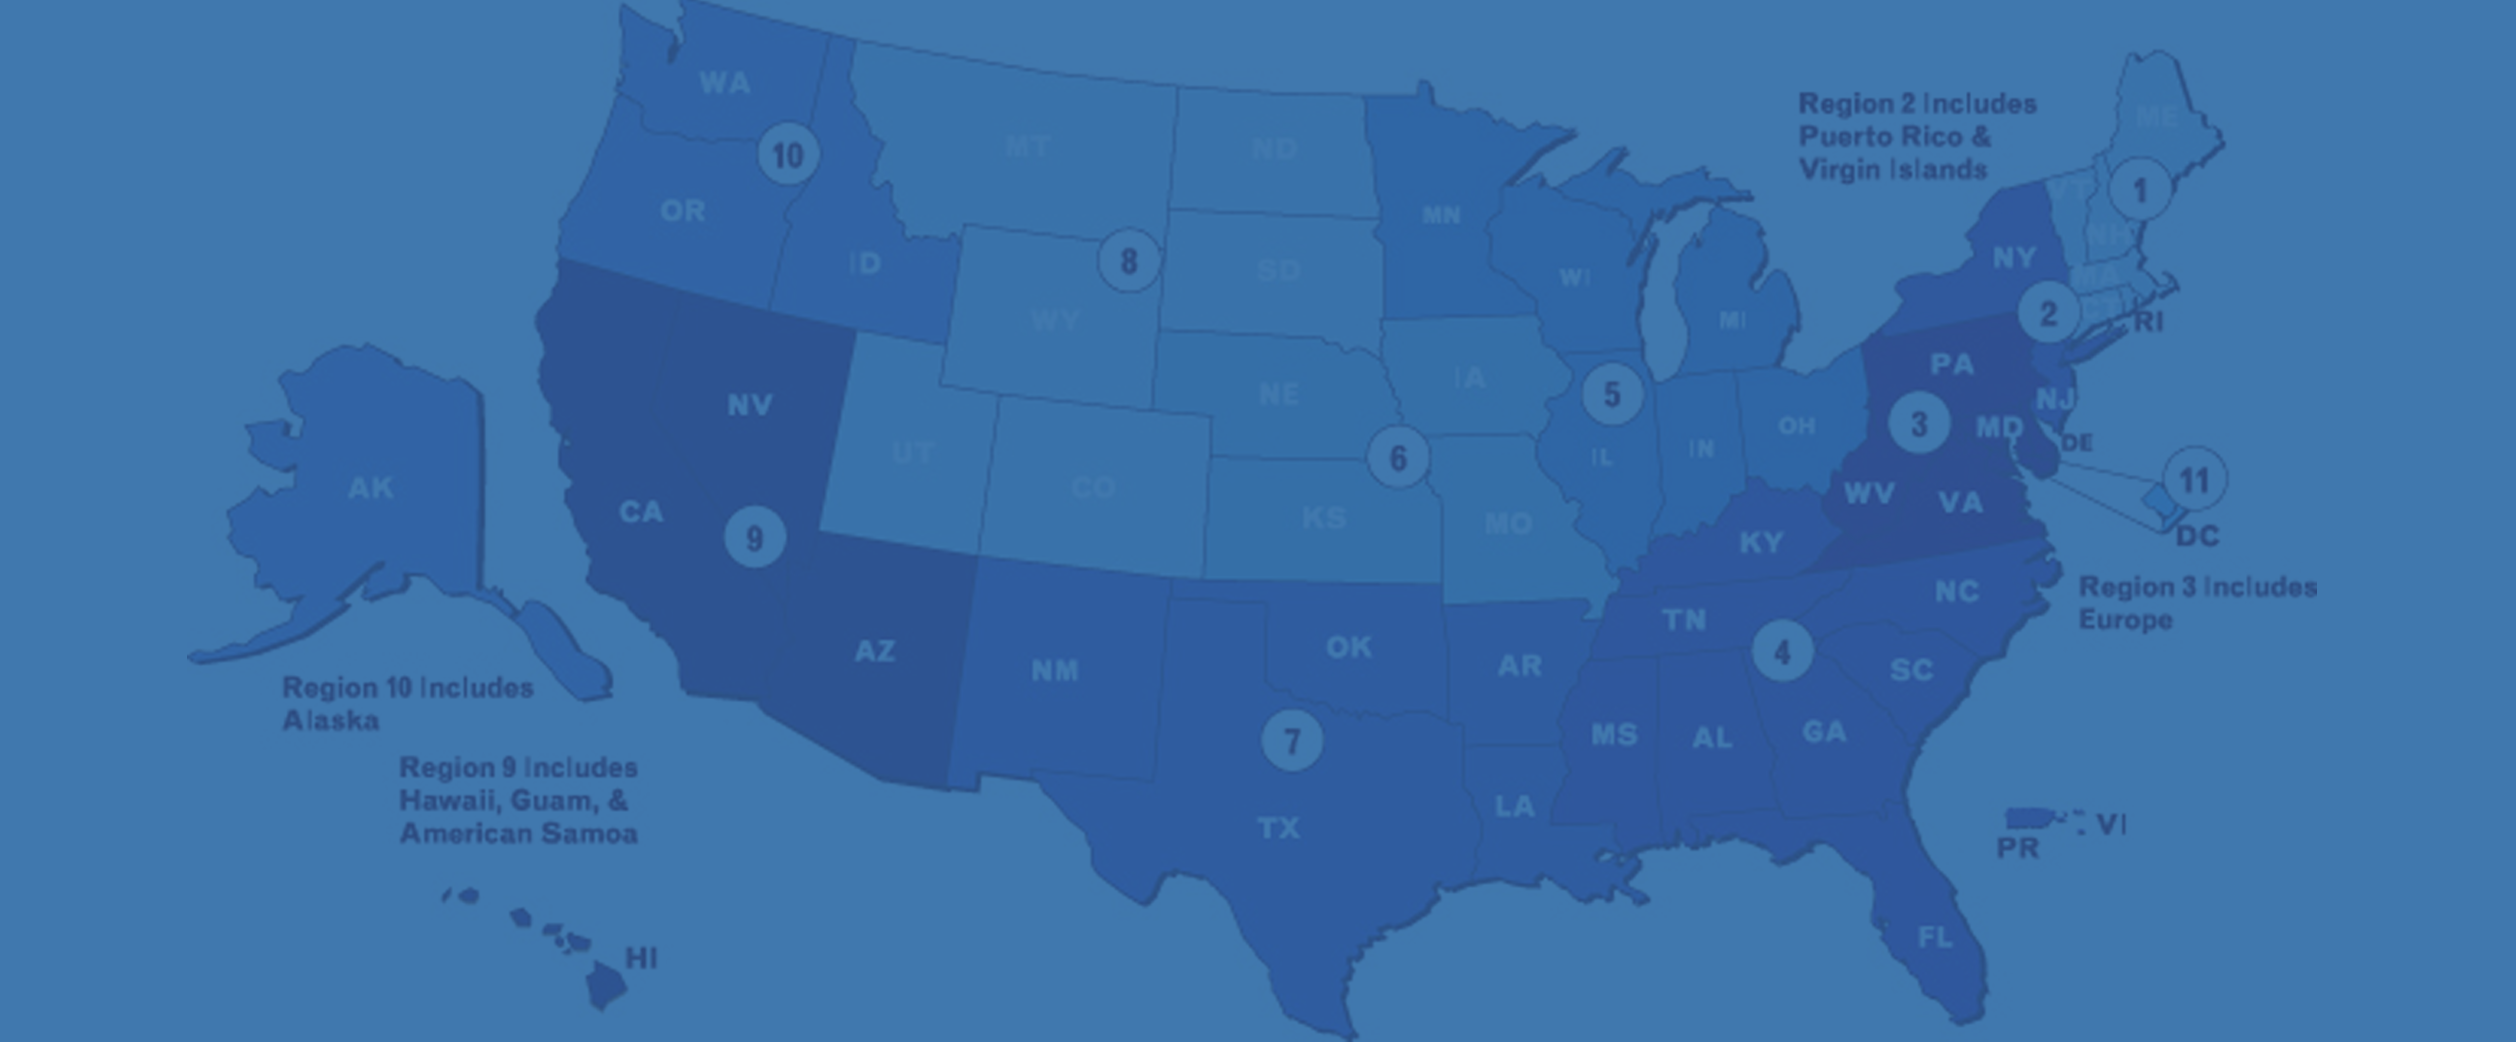 WA
10
OR
ID
MT
ND
8
SD
WY
MN
WI
MI
Region 2 Includes
Puerto Rico &
Virgin Islands
ME
1
VT
NH
NY
MA
2
CT
RI
PA
NJ
3
MD
DE
11
DC
WV
VA
NV
UT
CA
9
CO
NE
IA
6
5
KS
MO
IL
IN
OH
KY
AK
Region 10 Includes
Alaska
Region 9 Includes
Hawaii, Guam, &
American Samoa
HI
AZ
NM
OK
7
TX
AR
LA
TN
4
NC
SC
MS
AL
GA
FL
Region 3 Includes
Europe
VI
PR